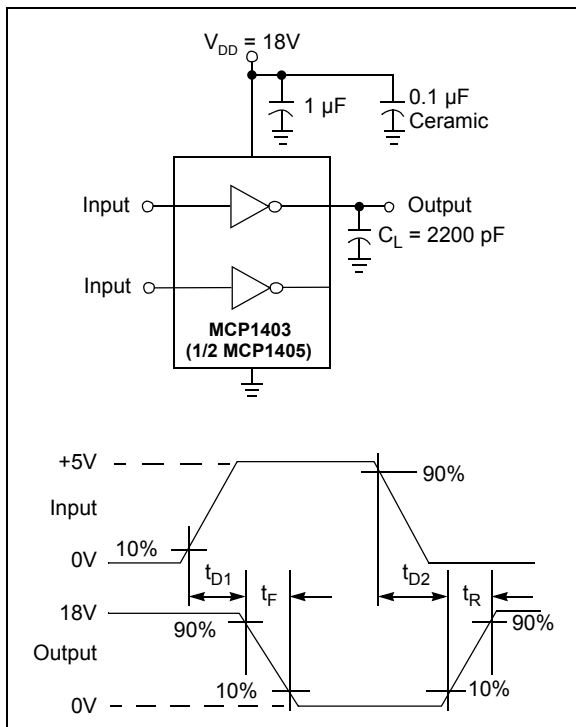 V_DD = 18V
1 µF
0.1 µF
Ceramic
Input
Output
C_L = 2200 pF
Input
MCP1403
(1/2 MCP1405)
+5V
Input
0V
10%
90%
t_D1
t_F
t_D2
t_R
18V
90%
90%
Output
10%
10%
0V